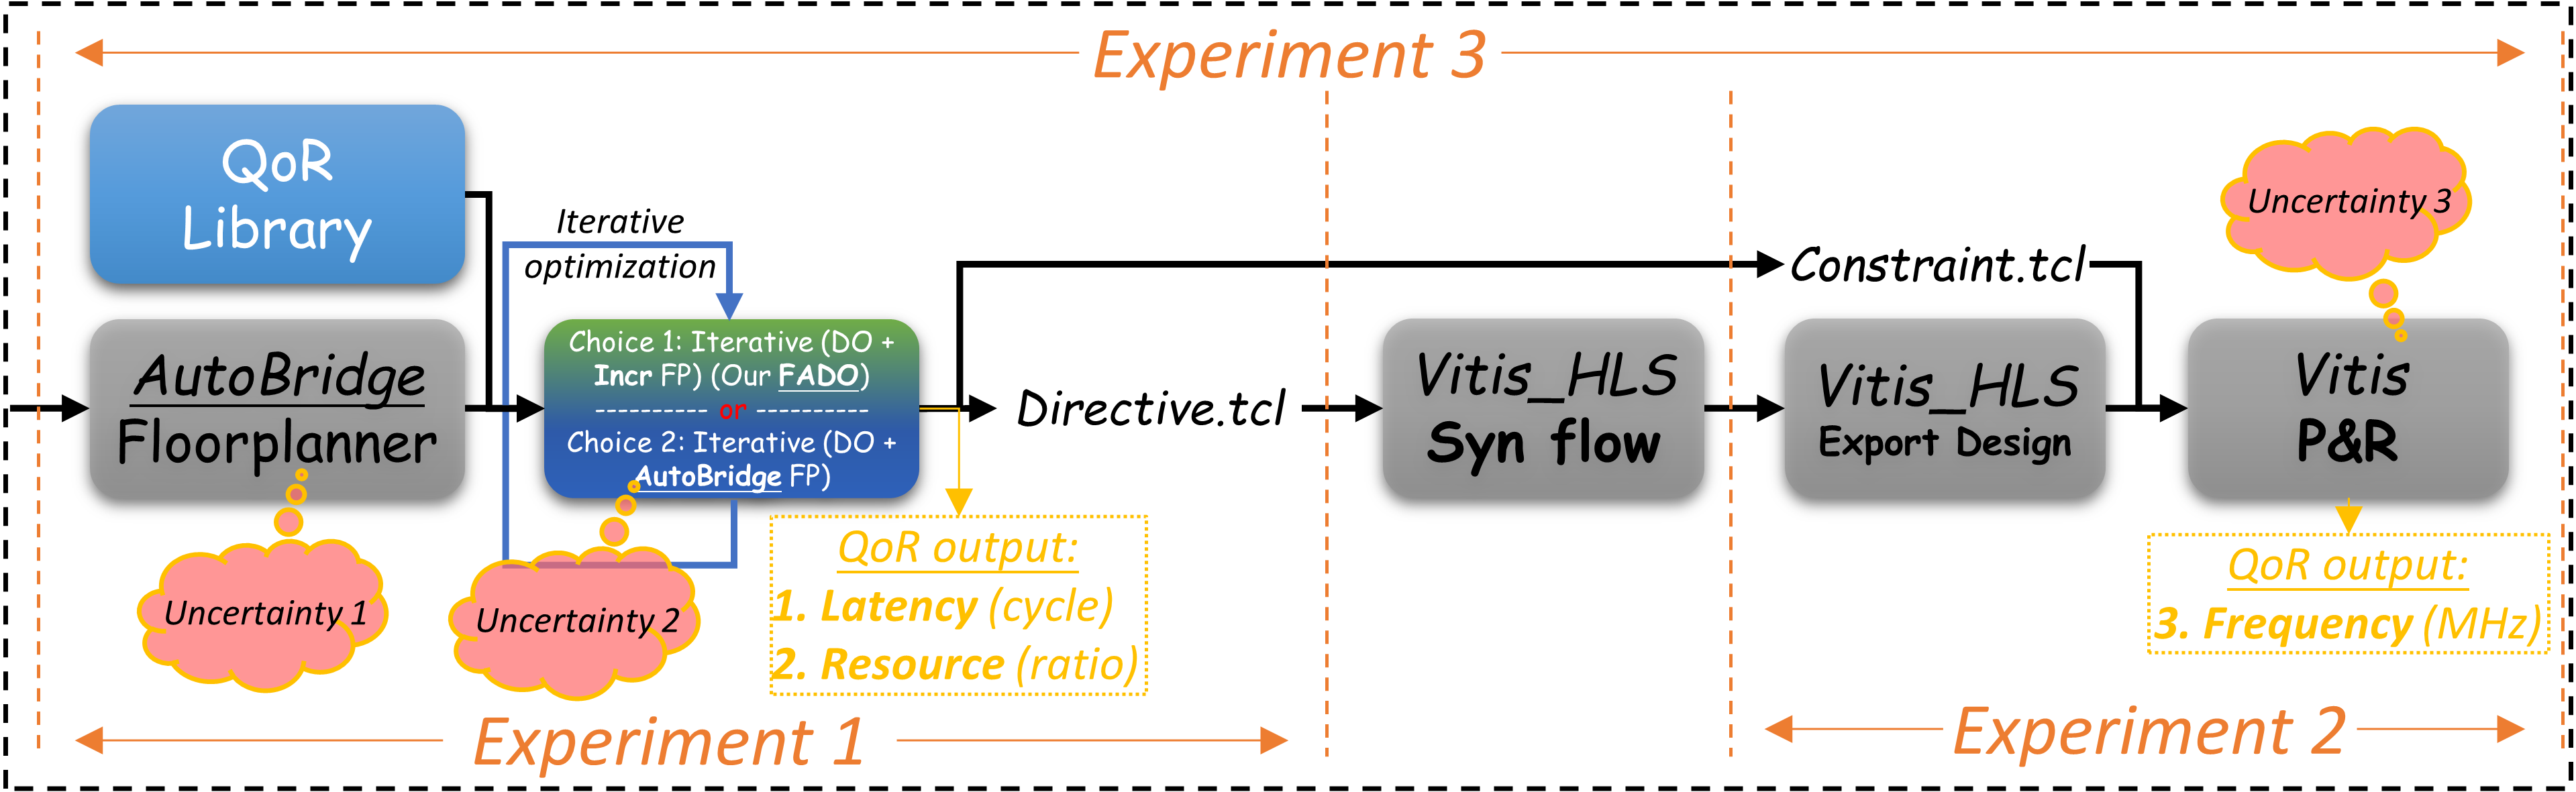 Experiment 3
QoR
Library
Iterative
optimization
Uncertainty 3
Constraint.tcl
AutoBridge
Floorplanner
Choice 1: Iterative (DO +
Incr FP) (Our FADO)
---------- or ----------
Choice 2: Iterative (DO +
AutoBridge FP)
Directive.tcl
Vitis_HLS
Syn flow
Vitis_HLS
Export Design
Vitis
P&R
Uncertainty 1
Uncertainty 2
QoR output:
1. Latency (cycle)
2. Resource (ratio)
QoR output:
3. Frequency (MHz)
Experiment 1
Experiment 2